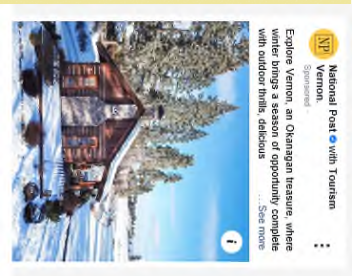 NP
National Post with Tourism
Vernon.
Sponsored
Explore Vernon, an Okanagan treasure, where
winter brings a season of opportunity complete
with outdoor thrills, delicious
...See more
i